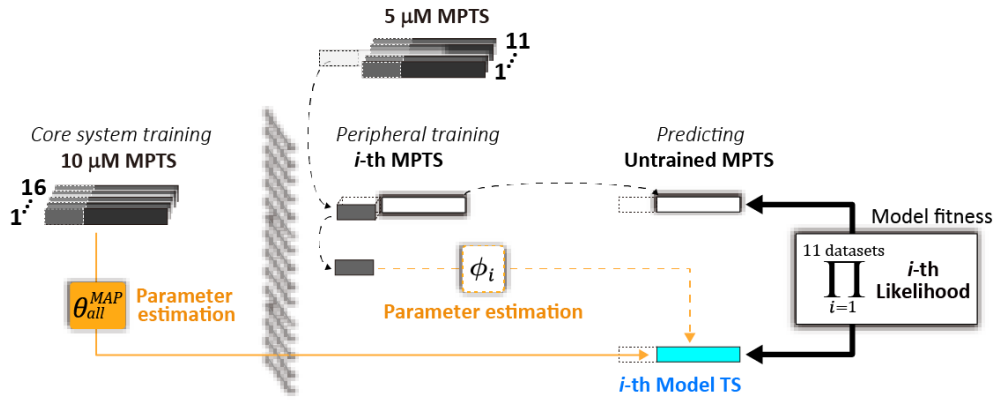 5 µM MPTS
11
1
Core system training
10 µM MPTS
16
1
Peripheral training
i-th MPTS
Predicting
Untrained MPTS
Model fitness
11 datasets
∏
i=1
i-th
Likelihood
θ_all^MAP
Parameter
estimation
ϕ_i
Parameter estimation
i-th Model TS